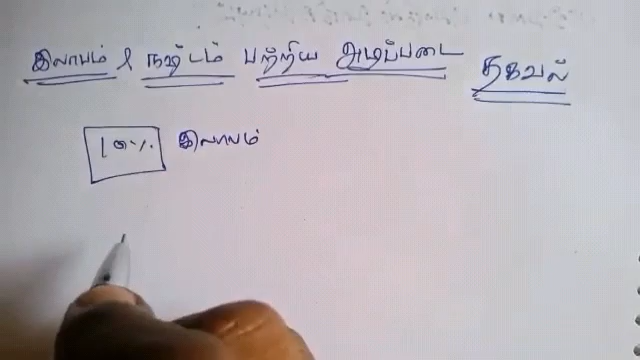 இலாபம் & நஷ்டம் பற்றிய அடிப்படை தகவல்
10% இலாபம்